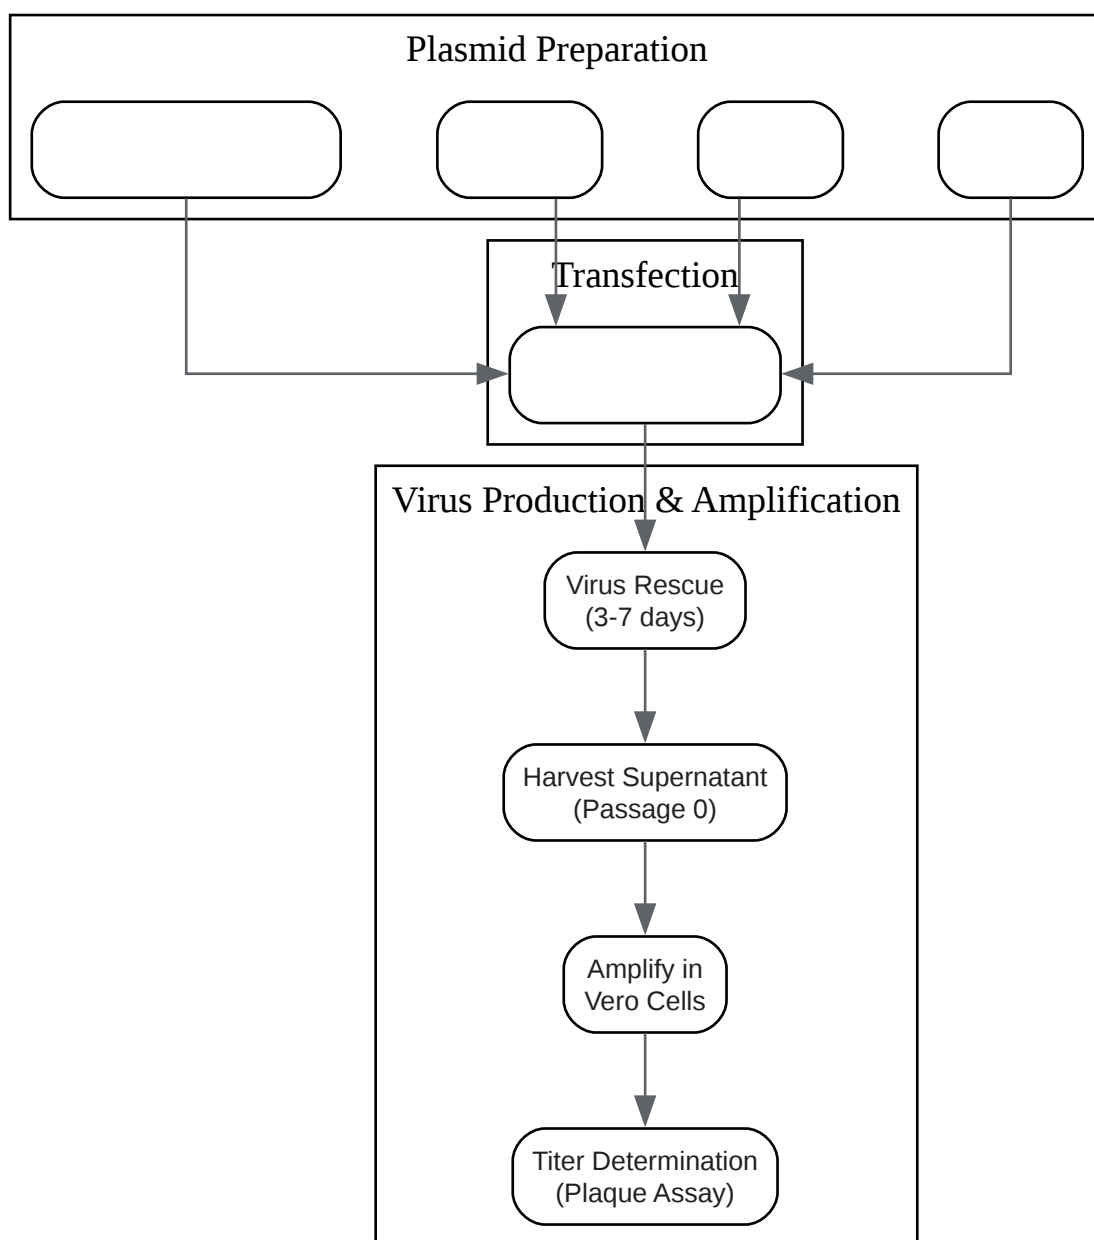 Plasmid Preparation
Transfection
Virus Production & Amplification
Virus Rescue
(3-7 days)
Harvest Supernatant
(Passage 0)
Amplify in
Vero Cells
Titer Determination
(Plaque Assay)